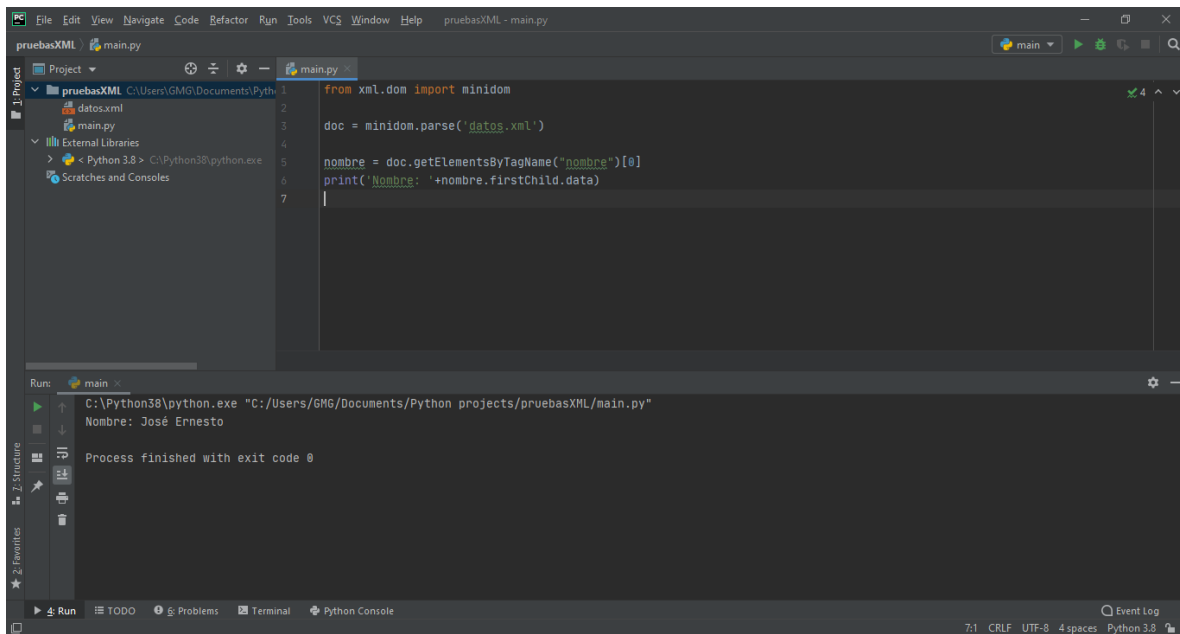 PC File Edit View Navigate Code Refactor Run Tools VCS Window Help pruebasXML - main.py
pruebasXML main.py main
1: Project
Project
main.py
pruebasXML C:\Users\GMG\Documents\Pyth
datos.xml
main.py
External Libraries
< Python 3.8 > C:\Python38\python.exe
Scratches and Consoles
4
1 from xml.dom import minidom
2
3 doc = minidom.parse('datos.xml')
4
5 nombre = doc.getElementsByTagName("nombre")[0]
6 print('Nombre: '+nombre.firstChild.data)
7
Run: main
C:\Python38\python.exe "C:/Users/GMG/Documents/Python projects/pruebasXML/main.py"
Nombre: José Ernesto
Process finished with exit code 0
7: Structure
2: Favorites
4: Run TODO 6: Problems Terminal Python Console Event Log
7:1 CRLF UTF-8 4 spaces Python 3.8